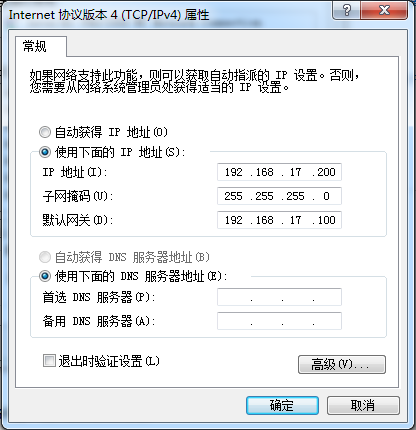 Internet 协议版本 4 (TCP/IPv4) 属性
常规
如果网络支持此功能，则可以获取自动指派的 IP 设置。否则，
您需要从网络系统管理员处获得适当的 IP 设置。
自动获得 IP 地址(O)
使用下面的 IP 地址(S):
IP 地址(I): 192 .168 . 17 .200
子网掩码(U): 255 .255 .255 . 0
默认网关(D): 192 .168 . 17 .100
自动获得 DNS 服务器地址(B)
使用下面的 DNS 服务器地址(E):
首选 DNS 服务器(P): . . .
备用 DNS 服务器(A): . . .
退出时验证设置(L)
高级(V)...
确定 取消